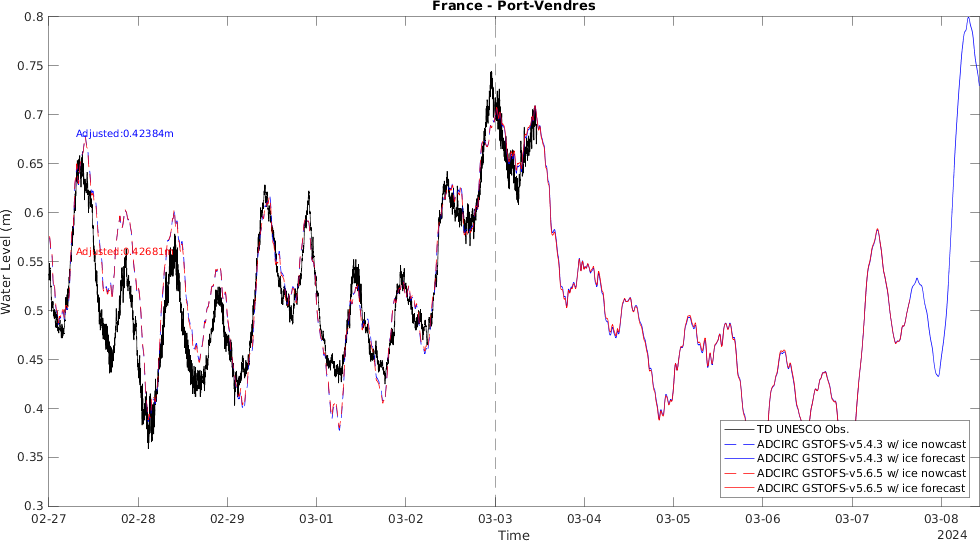 France - Port-Vendres
0.8
0.75
0.7
0.65
0.6
0.55
0.5
0.45
0.4
0.35
0.3
Water Level (m)
Adjusted:0.42384m
Adjusted:0.42681m
TD UNESCO Obs.
ADCIRC GSTOFS-v5.4.3 w/ ice nowcast
ADCIRC GSTOFS-v5.4.3 w/ ice forecast
ADCIRC GSTOFS-v5.6.5 w/ ice nowcast
ADCIRC GSTOFS-v5.6.5 w/ ice forecast
02-27 02-28 02-29 03-01 03-02 03-03 03-04 03-05 03-06 03-07 03-08
Time
2024